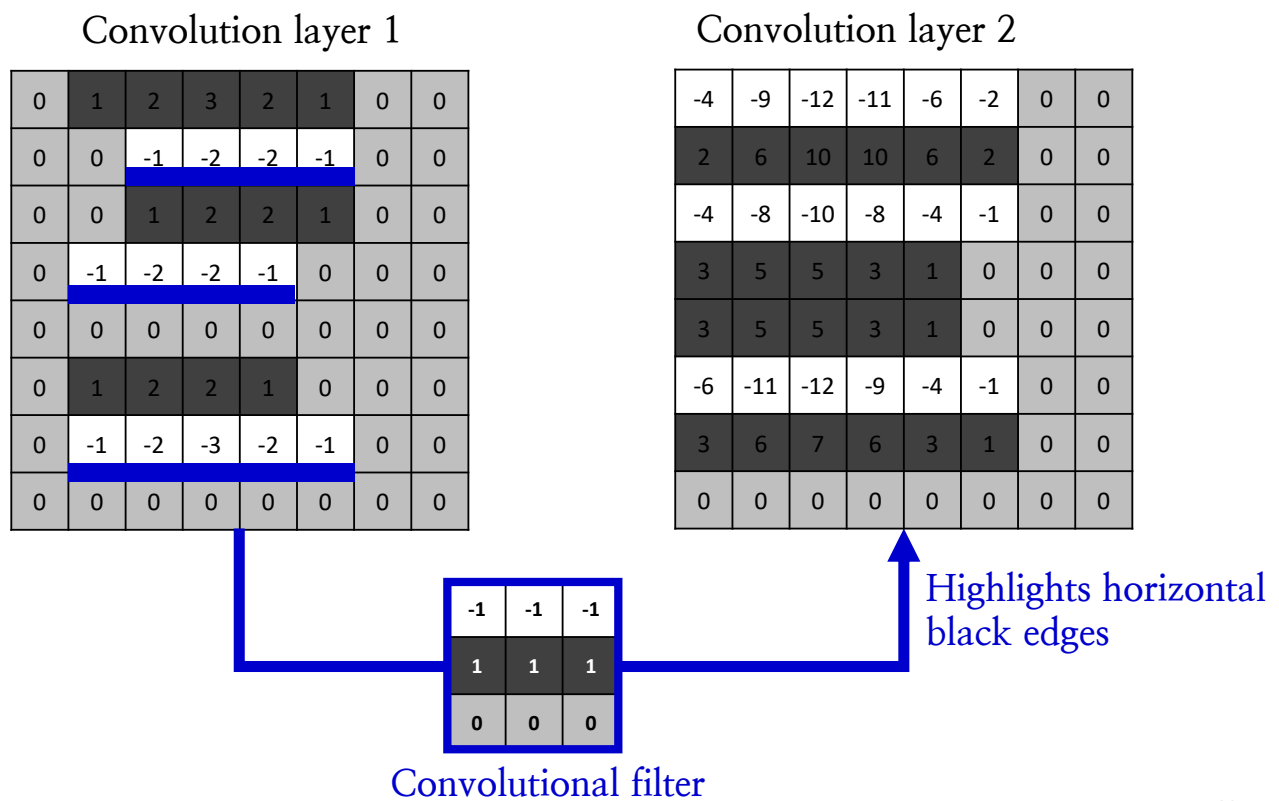 Convolution layer 1
Convolution layer 2
0 1 2 3 2 1 0 0
0 0 -1 -2 -2 -1 0 0
0 0 1 2 2 1 0 0
0 -1 -2 -2 -1 0 0 0
0 0 0 0 0 0 0 0
0 1 2 2 1 0 0 0
0 -1 -2 -3 -2 -1 0 0
0 0 0 0 0 0 0 0
-4 -9 -12 -11 -6 -2 0 0
2 6 10 10 6 2 0 0
-4 -8 -10 -8 -4 -1 0 0
3 5 5 3 1 0 0 0
3 5 5 3 1 0 0 0
-6 -11 -12 -9 -4 -1 0 0
3 6 7 6 3 1 0 0
0 0 0 0 0 0 0 0
-1 -1 -1
1 1 1
0 0 0
Convolutional filter
Highlights horizontal
black edges